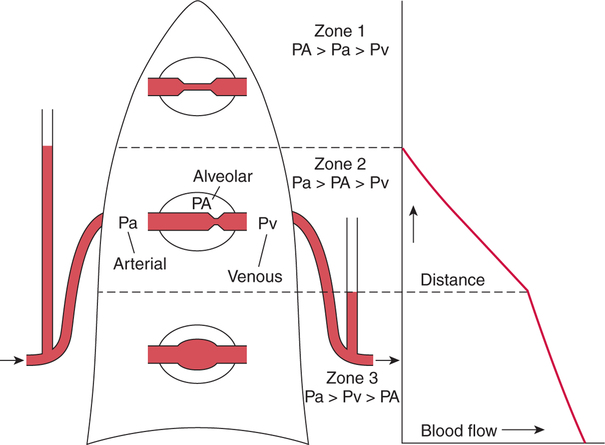 Zone 1
PA > Pa > Pv
Zone 2
Pa > PA > Pv
Alveolar
PA
Pa
Pv
Arterial
Venous
Distance
Zone 3
Pa > Pv > PA
Blood flow